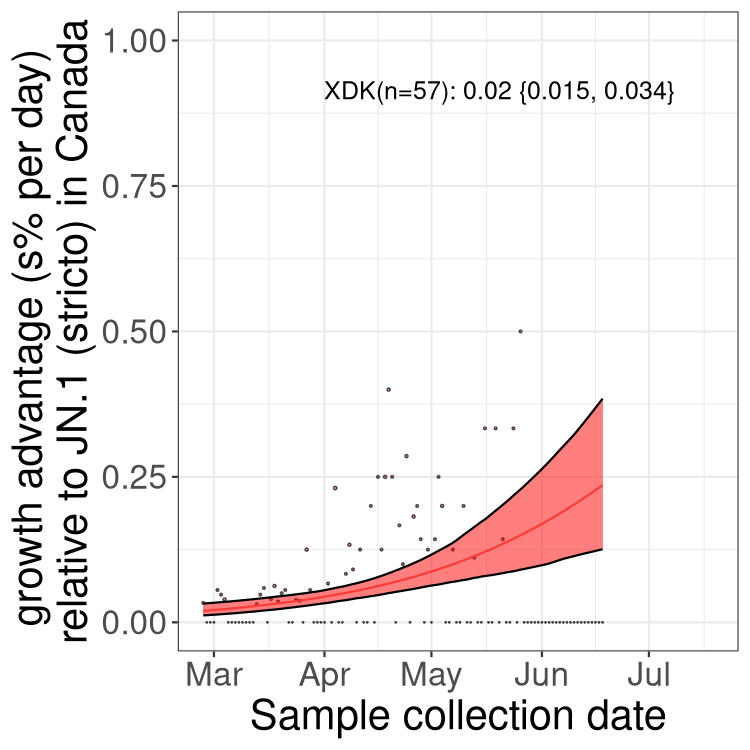 growth advantage (s% per day)
relative to JN.1 (stricto) in Canada
1.00
0.75
0.50
0.25
0.00
XDK(n=57): 0.02 {0.015, 0.034}
Mar Apr May Jun Jul
Sample collection date